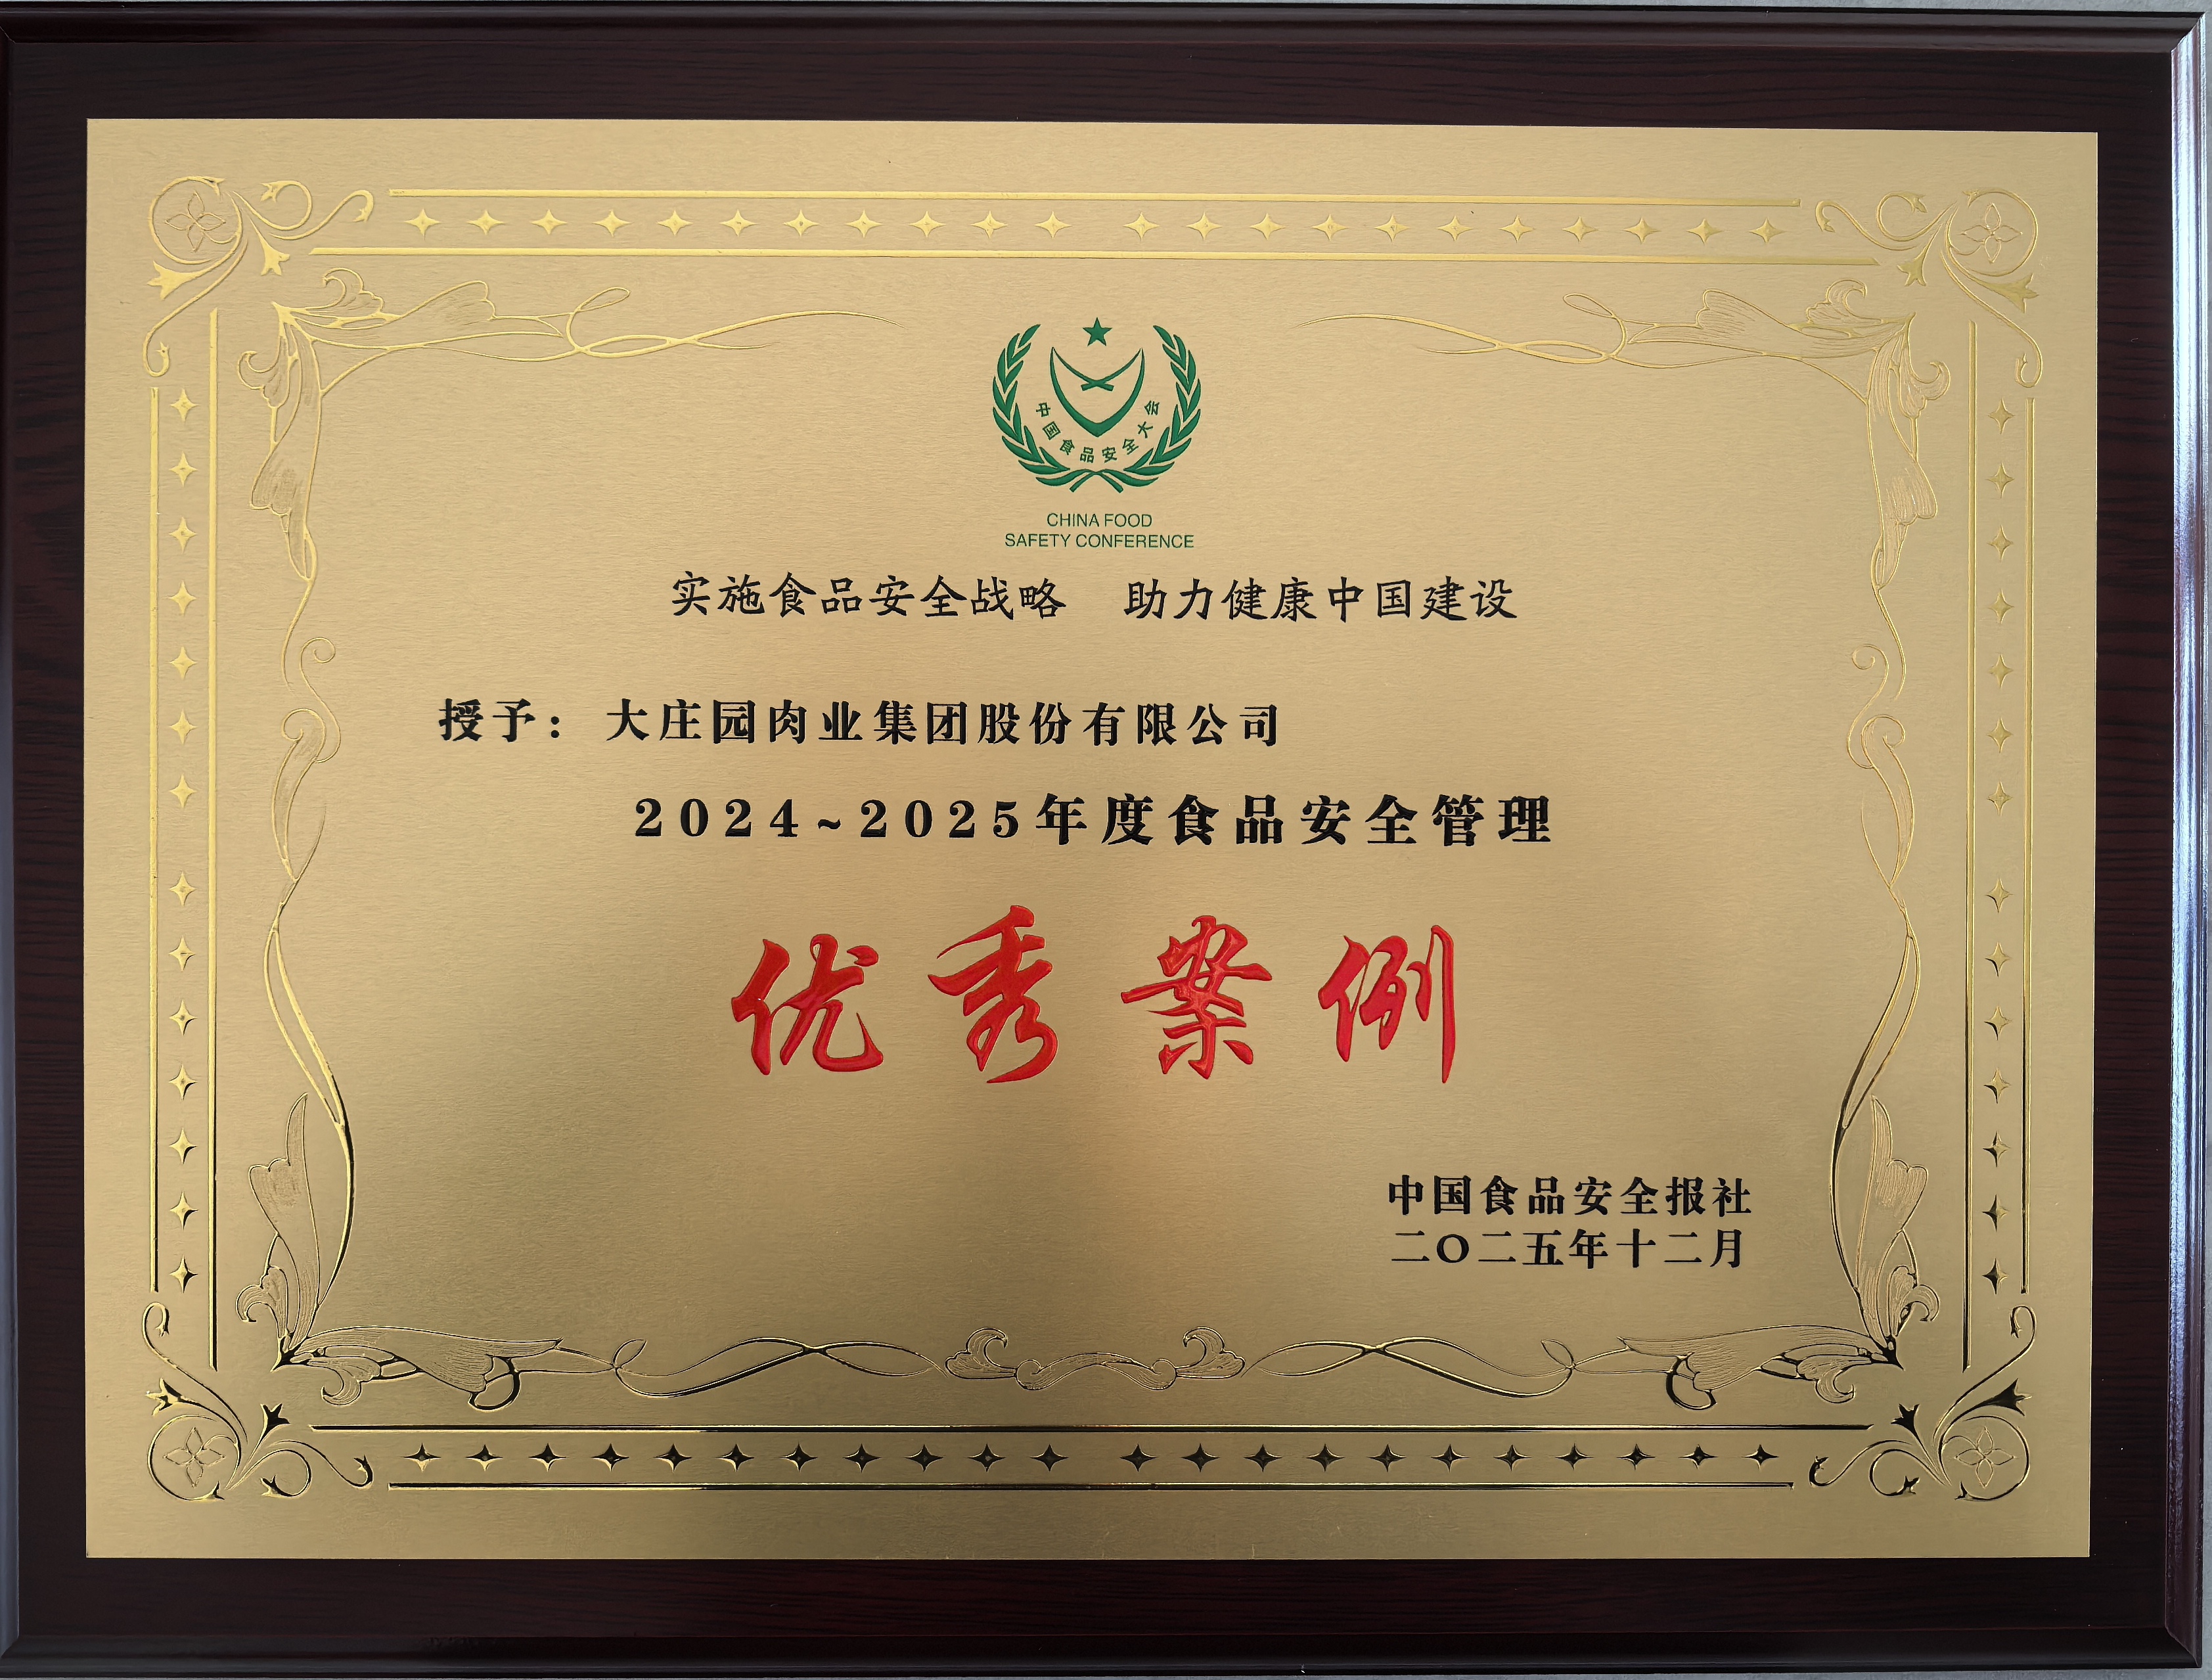 中国食品安全大会
CHINA FOOD
SAFETY CONFERENCE
实施食品安全战略 助力健康中国建设
授予：大庄园肉业集团股份有限公司
2024~2025年度食品安全管理
优秀案例
中国食品安全报社
二〇二五年十二月